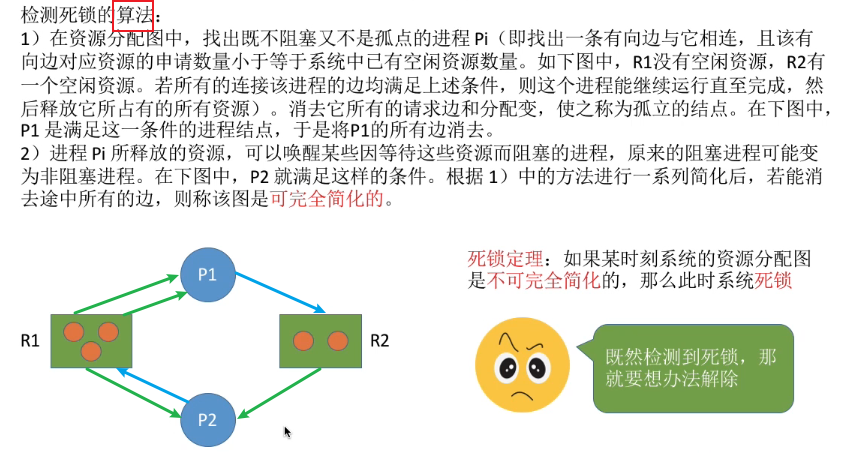 检测死锁的算法：
1）在资源分配图中，找出既不阻塞又不是孤点的进程 Pi（即找出一条有向边与它相连，且该有
向边对应资源的申请数量小于等于系统中已有空闲资源数量。如下图中，R1没有空闲资源，R2有
一个空闲资源。若所有的连接该进程的边均满足上述条件，则这个进程能继续运行直至完成，然
后释放它所占有的所有资源）。消去它所有的请求边和分配变，使之称为孤立的结点。在下图中，
P1 是满足这一条件的进程结点，于是将P1的所有边消去。
2）进程 Pi 所释放的资源，可以唤醒某些因等待这些资源而阻塞的进程，原来的阻塞进程可能变
为非阻塞进程。在下图中，P2 就满足这样的条件。根据 1）中的方法进行一系列简化后，若能消
去途中所有的边，则称该图是可完全简化的。
死锁定理：如果某时刻系统的资源分配图
是不可完全简化的，那么此时系统死锁
P1
R1
R2
P2
既然检测到死锁，那
就要想办法解除